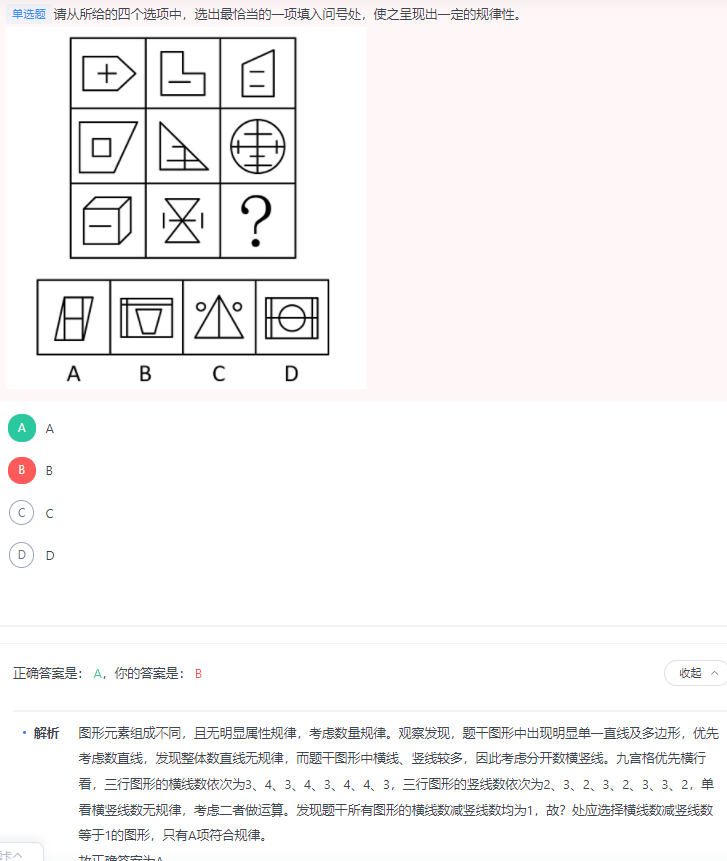 单选题 请从所给的四个选项中，选出最恰当的一项填入问号处，使之呈现出一定的规律性。
?
A B C D
A A
B B
C C
D D
正确答案是： A，你的答案是： B
收起
• 解析 图形元素组成不同，且无明显属性规律，考虑数量规律。观察发现，题干图形中出现明显单一直线及多边形，优先
考虑数直线，发现整体数直线无规律，而题干图形中横线、竖线较多，因此考虑分开数横竖线。九宫格优先横行
看，三行图形的横线数依次为3、4、3、4、3、4、4、3，三行图形的竖线数依次为2、3、2、3、2、3、3、2，单
看横竖线数无规律，考虑二者做运算。发现题干所有图形的横线数减竖线数均为1，故？处应选择横线数减竖线数
等于1的图形，只有A项符合规律。
卡
故正确答案为A